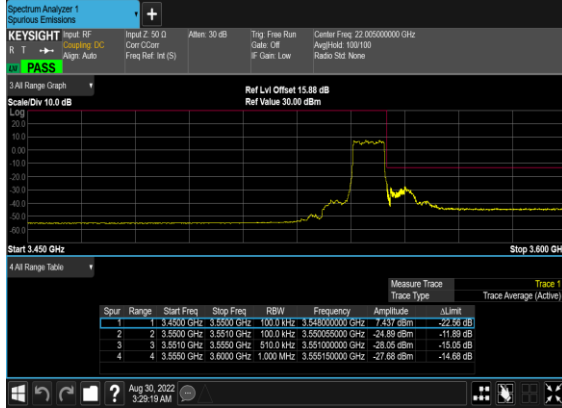 Spectrum Analyzer 1
Spurious Emissions
KEYSIGHT Input: RF Input Z: 50 Ω Atten: 30 dB Trig: Free Run Center Freq: 22.005000000 GHz
R T Coupling: DC Corr CCorr Gate: Off Avg|Hold: 100/100
Align: Auto Freq Ref: Int (S) IF Gain: Low Radio Std: None
PASS
3 All Range Graph
Scale/Div 10.0 dB
Ref Lvl Offset 15.88 dB
Ref Value 30.00 dBm
Log
20.0
10.0
0.00
-10.0
-20.0
-30.0
-40.0
-50.0
-60.0
Start 3.450 GHz Stop 3.600 GH
4 All Range Table
Measure Trace Trace 1
Trace Type Trace Average (Active)
Spur Range Start Freq Stop Freq RBW Frequency Amplitude ΔLimit
1 1 3.4500 GHz 3.5500 GHz 100.0 kHz 3.548000000 GHz 7.437 dBm -22.56 dB
2 2 3.5500 GHz 3.5510 GHz 100.0 kHz 3.550055000 GHz -24.89 dBm -11.89 dB
3 3 3.5510 GHz 3.5550 GHz 510.0 kHz 3.551000000 GHz -28.05 dBm -15.05 dB
4 4 3.5550 GHz 3.6000 GHz 1.000 MHz 3.555150000 GHz -27.68 dBm -14.68 dB
Aug 30, 2022
3:29:19 AM